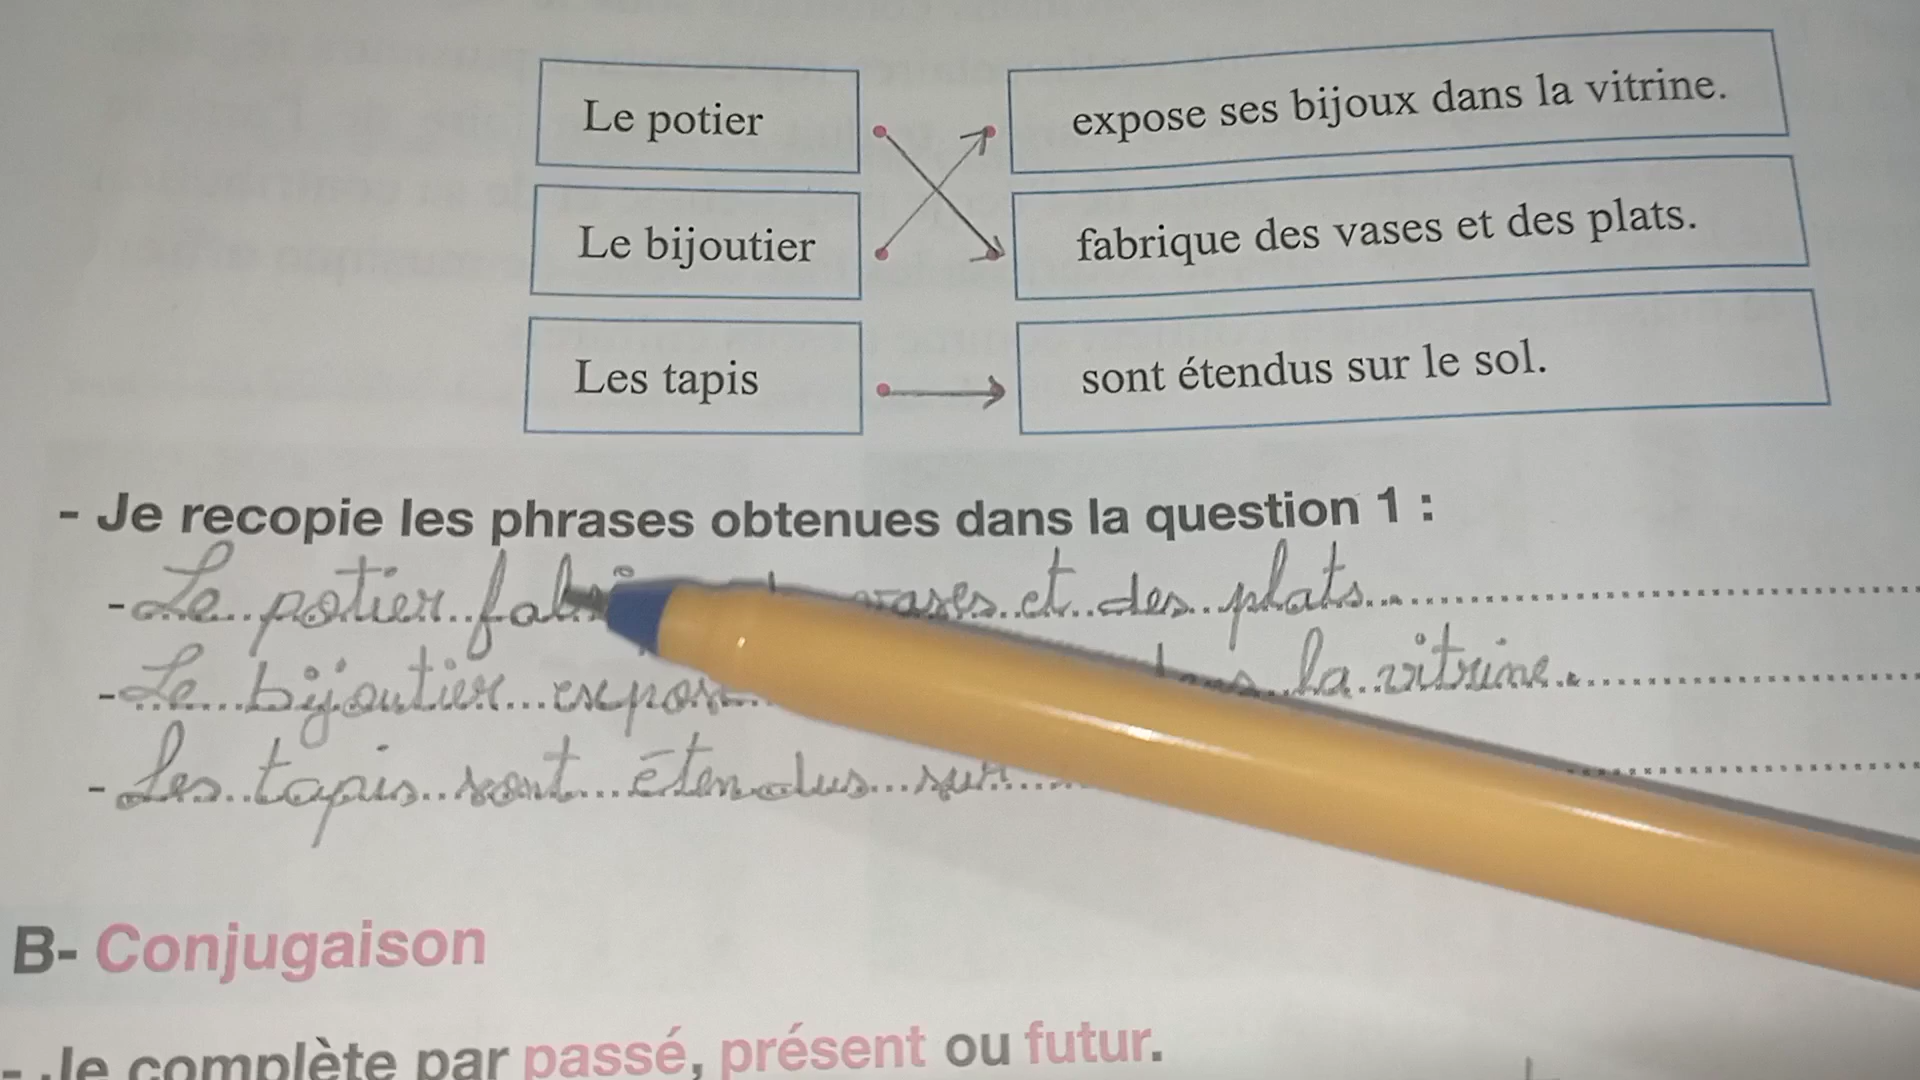 Le potier
expose ses bijoux dans la vitrine.
Le bijoutier
fabrique des vases et des plats.
Les tapis
sont étendus sur le sol.
- Je recopie les phrases obtenues dans la question 1 :
- Le potier vases et des plats.
- Le bijoutier la vitrine.
- Les tapis sont étendus sur
B- Conjugaison
- Je complète par passé, présent ou futur.